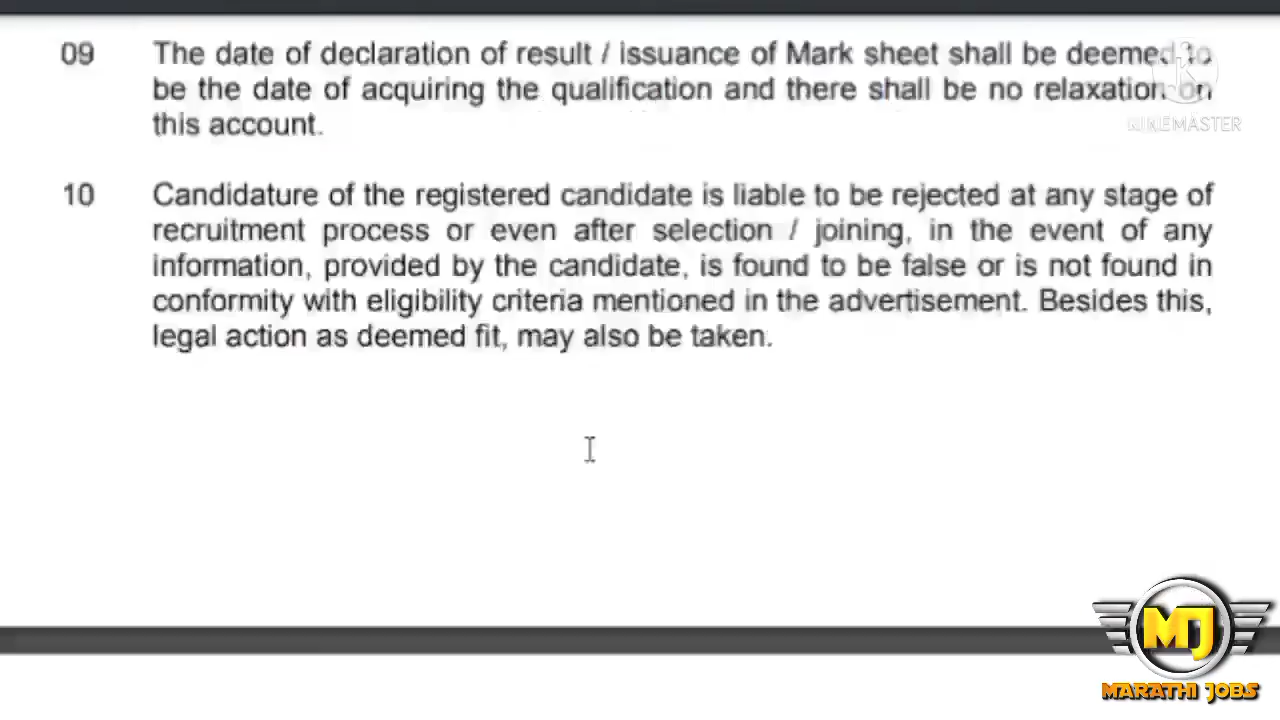 09 The date of declaration of result / issuance of Mark sheet shall be deemed to
be the date of acquiring the qualification and there shall be no relaxation on
this account.
KINEMASTER
10 Candidature of the registered candidate is liable to be rejected at any stage of
recruitment process or even after selection / joining, in the event of any
information, provided by the candidate, is found to be false or is not found in
conformity with eligibility criteria mentioned in the advertisement. Besides this,
legal action as deemed fit, may also be taken.
MJ
MARATHI JOBS